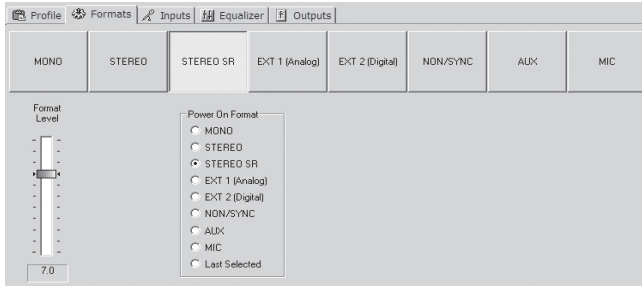 Profile Formats Inputs Equalizer Outputs
MONO STEREO STEREO SR EXT 1 (Analog) EXT 2 (Digital) NON/SYNC AUX MIC
Format
Level
7.0
Power On Format
MONO
STEREO
STEREO SR
EXT 1 (Analog)
EXT 2 (Digital)
NON/SYNC
AUX
MIC
Last Selected